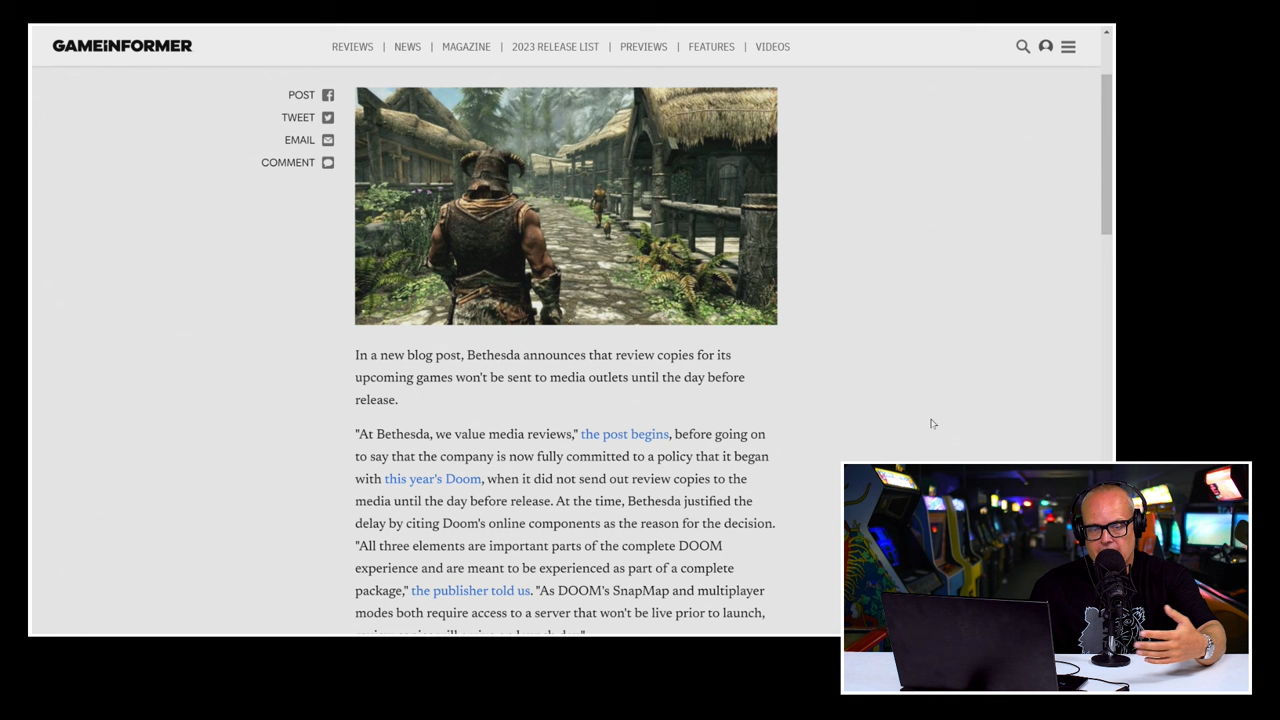 GAMEiNFORMER
REVIEWS | NEWS | MAGAZINE | 2023 RELEASE LIST | PREVIEWS | FEATURES | VIDEOS
POST
TWEET
EMAIL
COMMENT
In a new blog post, Bethesda announces that review copies for its
upcoming games won't be sent to media outlets until the day before
release.
"At Bethesda, we value media reviews," the post begins, before going on
to say that the company is now fully committed to a policy that it began
with this year's Doom, when it did not send out review copies to the
media until the day before release. At the time, Bethesda justified the
delay by citing Doom's online components as the reason for the decision.
"All three elements are important parts of the complete DOOM
experience and are meant to be experienced as part of a complete
package," the publisher told us. "As DOOM's SnapMap and multiplayer
modes both require access to a server that won't be live prior to launch,